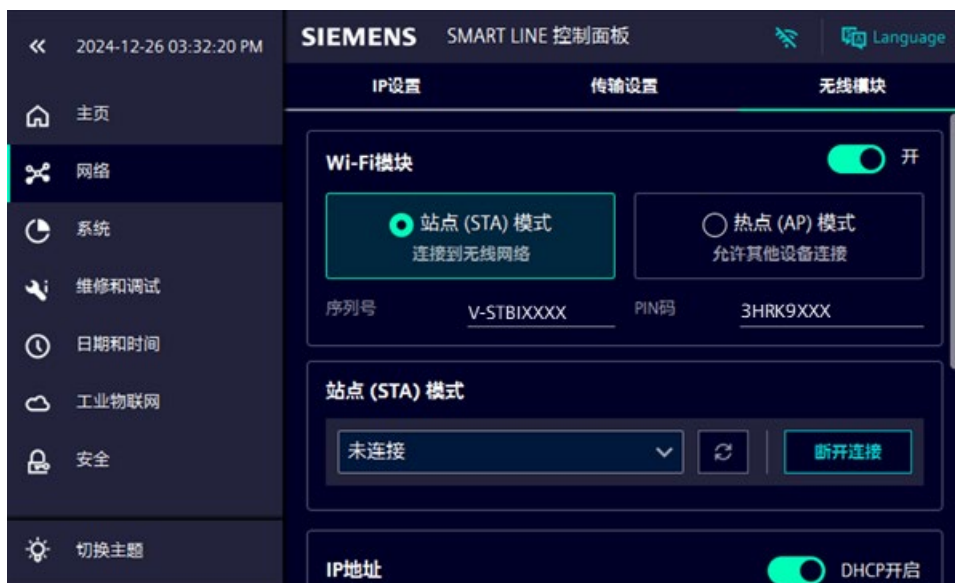 2024-12-26 03:32:20 PM
主页
网络
系统
维修和调试
日期和时间
工业物联网
安全
切换主题
SIEMENS SMART LINE 控制面板 Language
IP设置 传输设置 无线模块
Wi-Fi模块 开
站点 (STA) 模式
连接到无线网络
热点 (AP) 模式
允许其他设备连接
序列号 V-STBIXXXX PIN码 3HRK9XXX
站点 (STA) 模式
未连接 断开连接
IP地址 DHCP开启